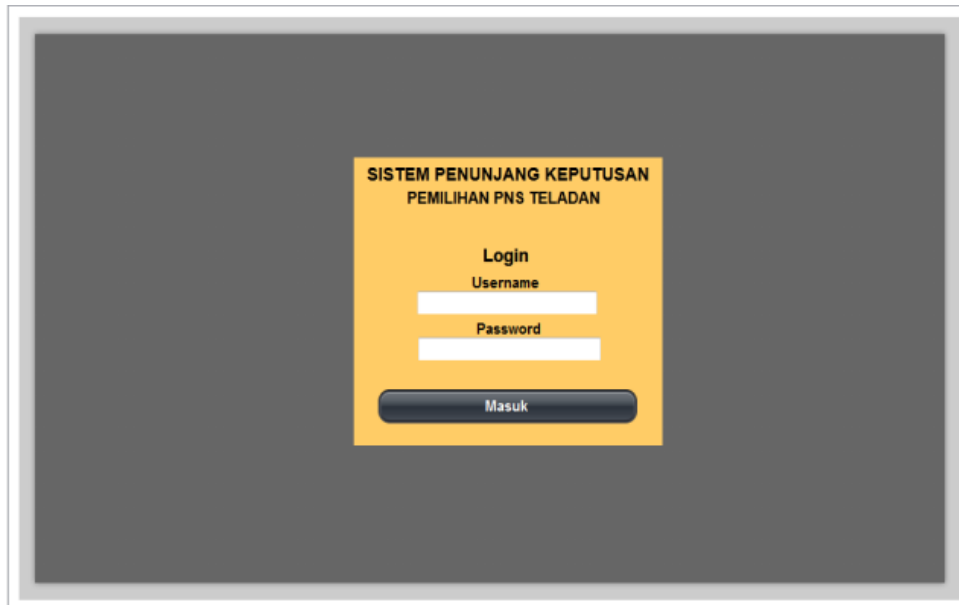 SISTEM PENUNJANG KEPUTUSAN
PEMILIHAN PNS TELADAN
Login
Username
Password
Masuk